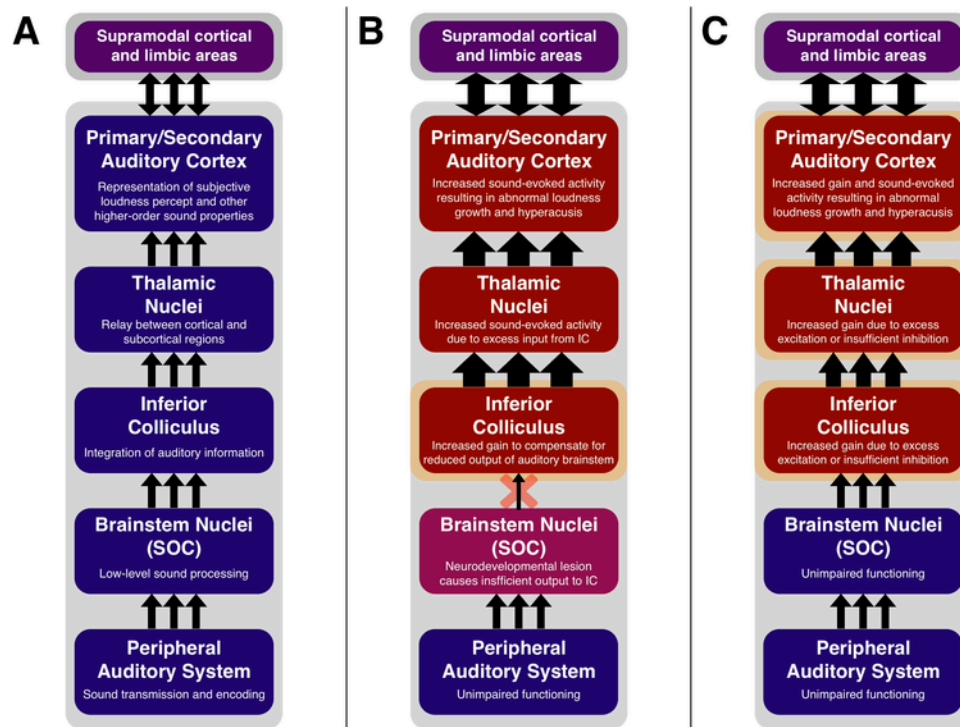 A
Supramodal cortical
and limbic areas
Primary/Secondary
Auditory Cortex
Representation of subjective
loudness percept and other
higher-order sound properties
Thalamic
Nuclei
Relay between cortical and
subcortical regions
Inferior
Colliculus
Integration of auditory information
Brainstem Nuclei
(SOC)
Low-level sound processing
Peripheral
Auditory System
Sound transmission and encoding
B
Supramodal cortical
and limbic areas
Primary/Secondary
Auditory Cortex
Increased sound-evoked activity
resulting in abnormal loudness
growth and hyperacusis
Thalamic
Nuclei
Increased sound-evoked activity
due to excess input from IC
Inferior
Colliculus
Increased gain to compensate for
reduced output of auditory brainstem
Brainstem Nuclei
(SOC)
Neurodevelopmental lesion
causes insfficient output to IC
Peripheral
Auditory System
Unimpaired functioning
C
Supramodal cortical
and limbic areas
Primary/Secondary
Auditory Cortex
Increased gain and sound-evoked
activity resulting in abnormal
loudness growth and hyperacusis
Thalamic
Nuclei
Increased gain due to excess
excitation or insufficient inhibition
Inferior
Colliculus
Increased gain due to excess
excitation or insufficient inhibition
Brainstem Nuclei
(SOC)
Unimpaired functioning
Peripheral
Auditory System
Unimpaired functioning